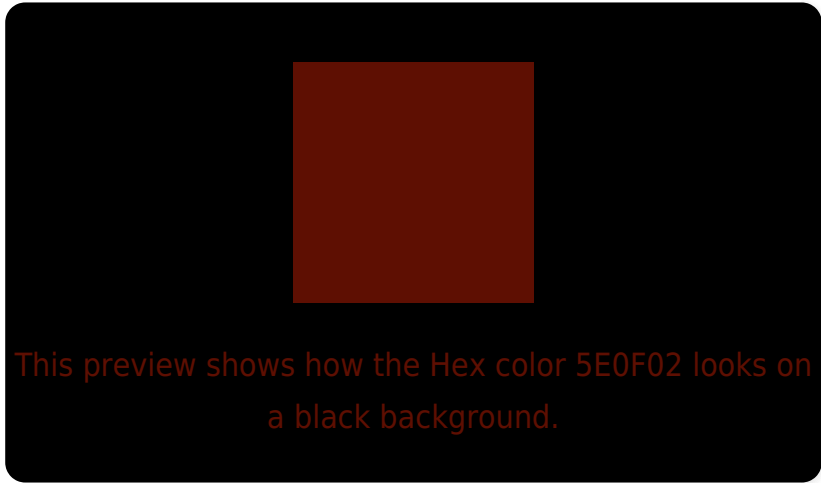 This preview shows how the Hex color 5E0F02 looks on
a black background.